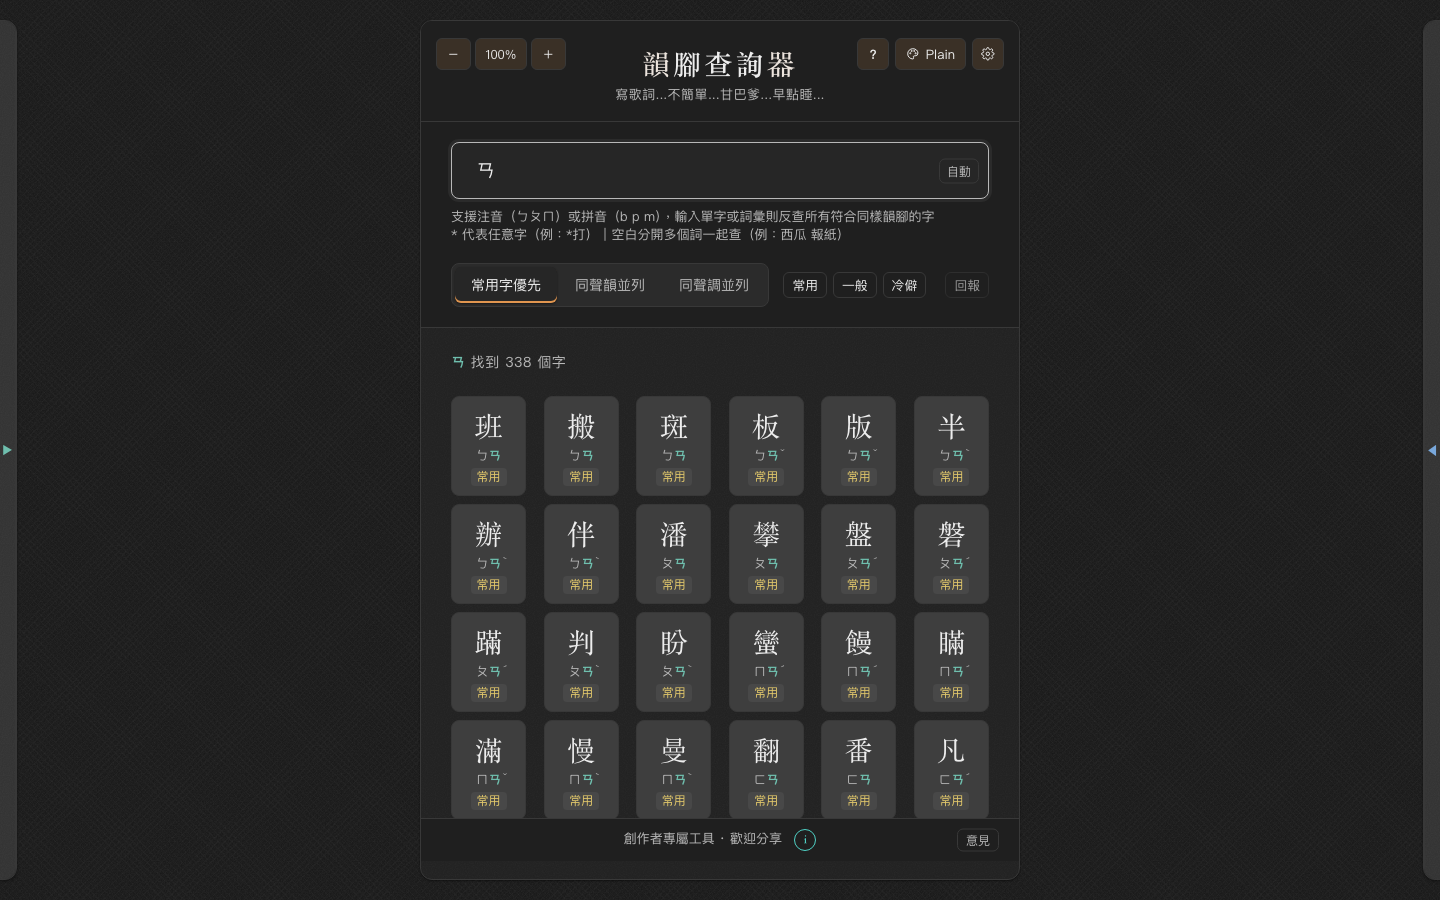 − 100% +
韻腳查詢器
? Plain
寫歌詞...不簡單...甘巴爹...早點睡...
ㄢ
自動
支援注音（ㄅㄆㄇ）或拼音（b p m)，輸入單字或詞彙則反查所有符合同樣韻腳的字
* 代表任意字（例：*打）｜空白分開多個詞一起查（例：西瓜 報紙）
常用字優先 同聲韻並列 同聲調並列 常用 一般 冷僻 回報
ㄢ 找到 338 個字
班 搬 斑 板 版 半
ㄅㄢ ㄅㄢ ㄅㄢ ㄅㄢˇ ㄅㄢˇ ㄅㄢˋ
常用 常用 常用 常用 常用 常用
辦 伴 潘 攀 盤 磐
ㄅㄢˋ ㄅㄢˋ ㄆㄢ ㄆㄢ ㄆㄢˊ ㄆㄢˊ
常用 常用 常用 常用 常用 常用
蹣 判 盼 蠻 饅 瞞
ㄆㄢˊ ㄆㄢˋ ㄆㄢˋ ㄇㄢˊ ㄇㄢˊ ㄇㄢˊ
常用 常用 常用 常用 常用 常用
滿 慢 曼 翻 番 凡
ㄇㄢˇ ㄇㄢˋ ㄇㄢˋ ㄈㄢ ㄈㄢ ㄈㄢˊ
常用 常用 常用 常用 常用 常用
創作者專屬工具 · 歡迎分享 i
意見